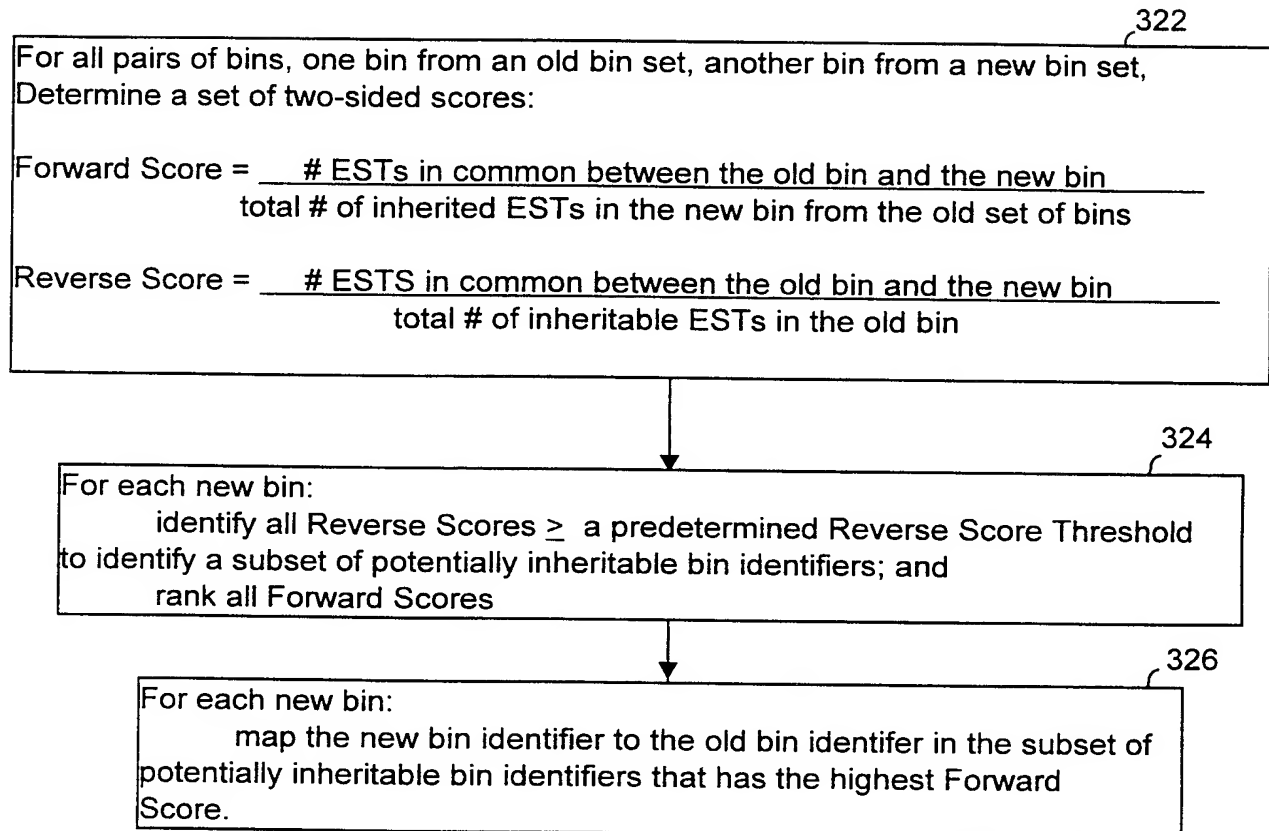 322
For all pairs of bins, one bin from an old bin set, another bin from a new bin set,
Determine a set of two-sided scores:
Forward Score = # ESTs in common between the old bin and the new bin
total # of inherited ESTs in the new bin from the old set of bins
Reverse Score = # ESTS in common between the old bin and the new bin
total # of inheritable ESTs in the old bin
324
For each new bin:
identify all Reverse Scores ≥ a predetermined Reverse Score Threshold
to identify a subset of potentially inheritable bin identifiers; and
rank all Forward Scores
326
For each new bin:
map the new bin identifier to the old bin identifer in the subset of
potentially inheritable bin identifiers that has the highest Forward
Score.